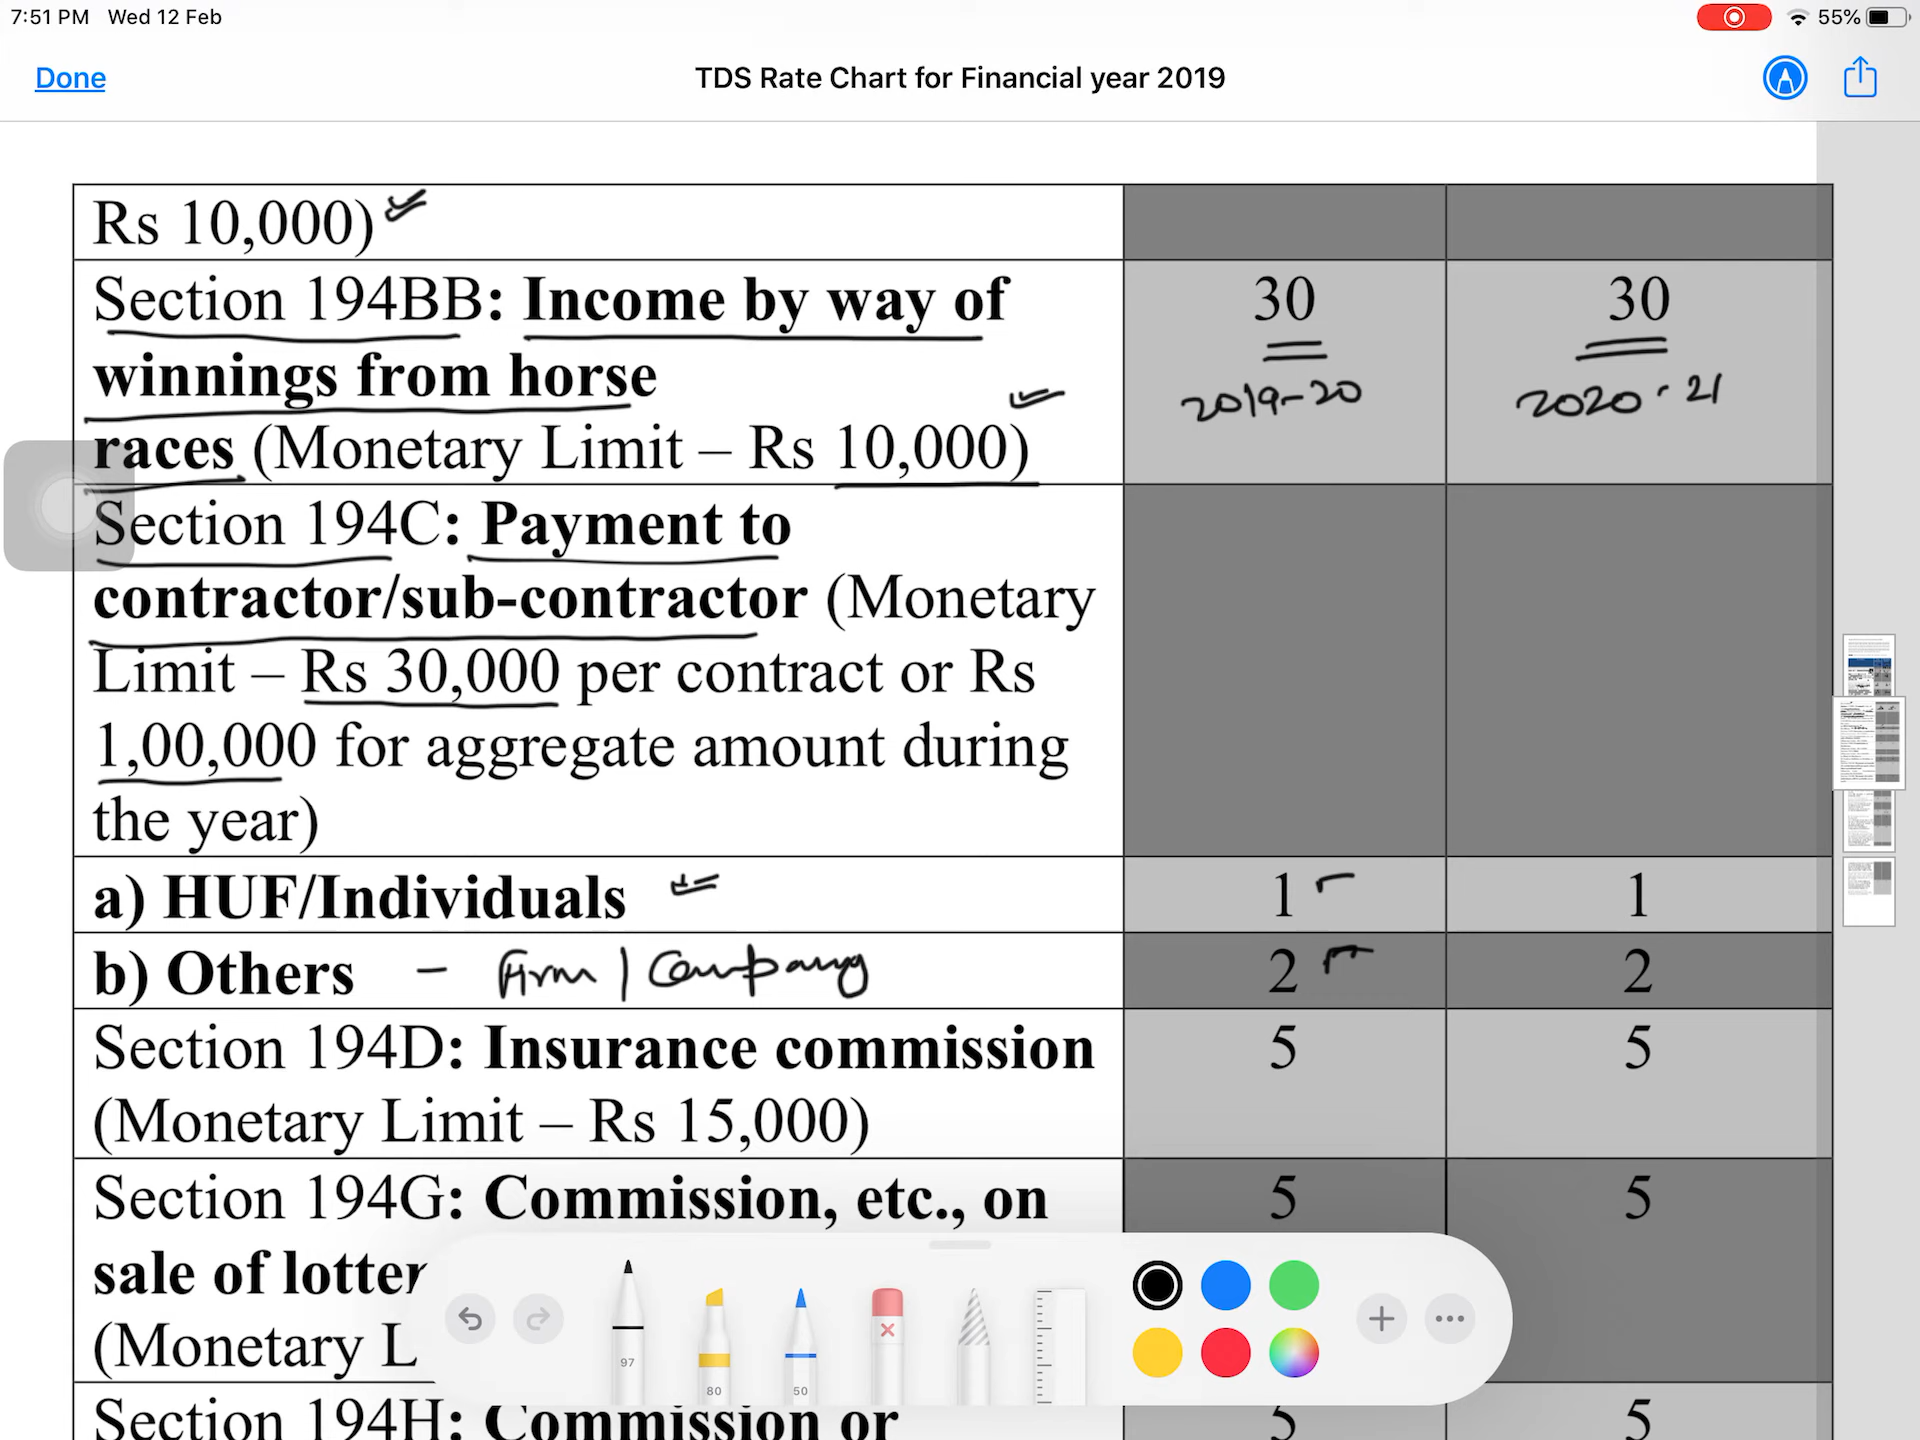 7:51 PM Wed 12 Feb
55%
Done
TDS Rate Chart for Financial year 2019
Rs 10,000)
Section 194BB: Income by way of 30 30
winnings from horse 2019-20 2020-21
races (Monetary Limit – Rs 10,000)
Section 194C: Payment to
contractor/sub-contractor (Monetary
Limit – Rs 30,000 per contract or Rs
1,00,000 for aggregate amount during
the year)
a) HUF/Individuals 1 1
b) Others - Firm | Company 2 2
Section 194D: Insurance commission 5 5
(Monetary Limit – Rs 15,000)
Section 194G: Commission, etc., on 5 5
sale of lotter
(Monetary L
Section 194H: Commission or 5 5
97
80
50